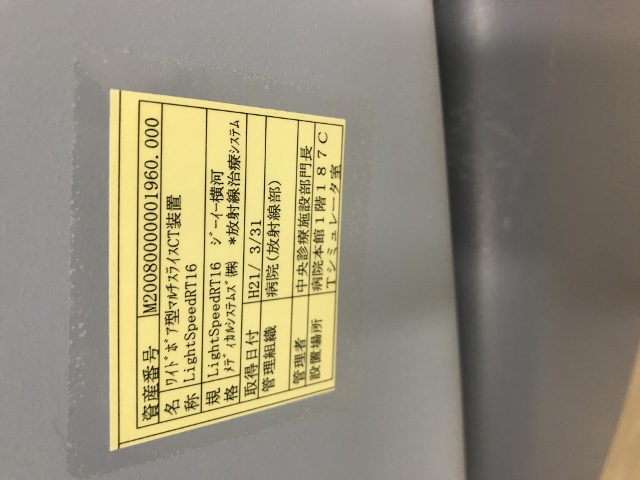 資産番号 M20080000001960.000
名称 ﾜｲﾄﾞﾎﾞｱ型ﾏﾙﾁｽﾗｲｽCT装置
LightSpeedRT16
規格 LightSpeedRT16 ｼﾞｰｲｰ横河
ﾒﾃﾞｨｶﾙｼｽﾃﾑｽﾞ㈱ *放射線治療ｼｽﾃﾑ
取得日付 H21/ 3/31
管理組織 病院(放射線部)
管理者 中央診療施設部門長
設置場所 病院本館１階１８７Ｃ
Ｔシミュレータ室